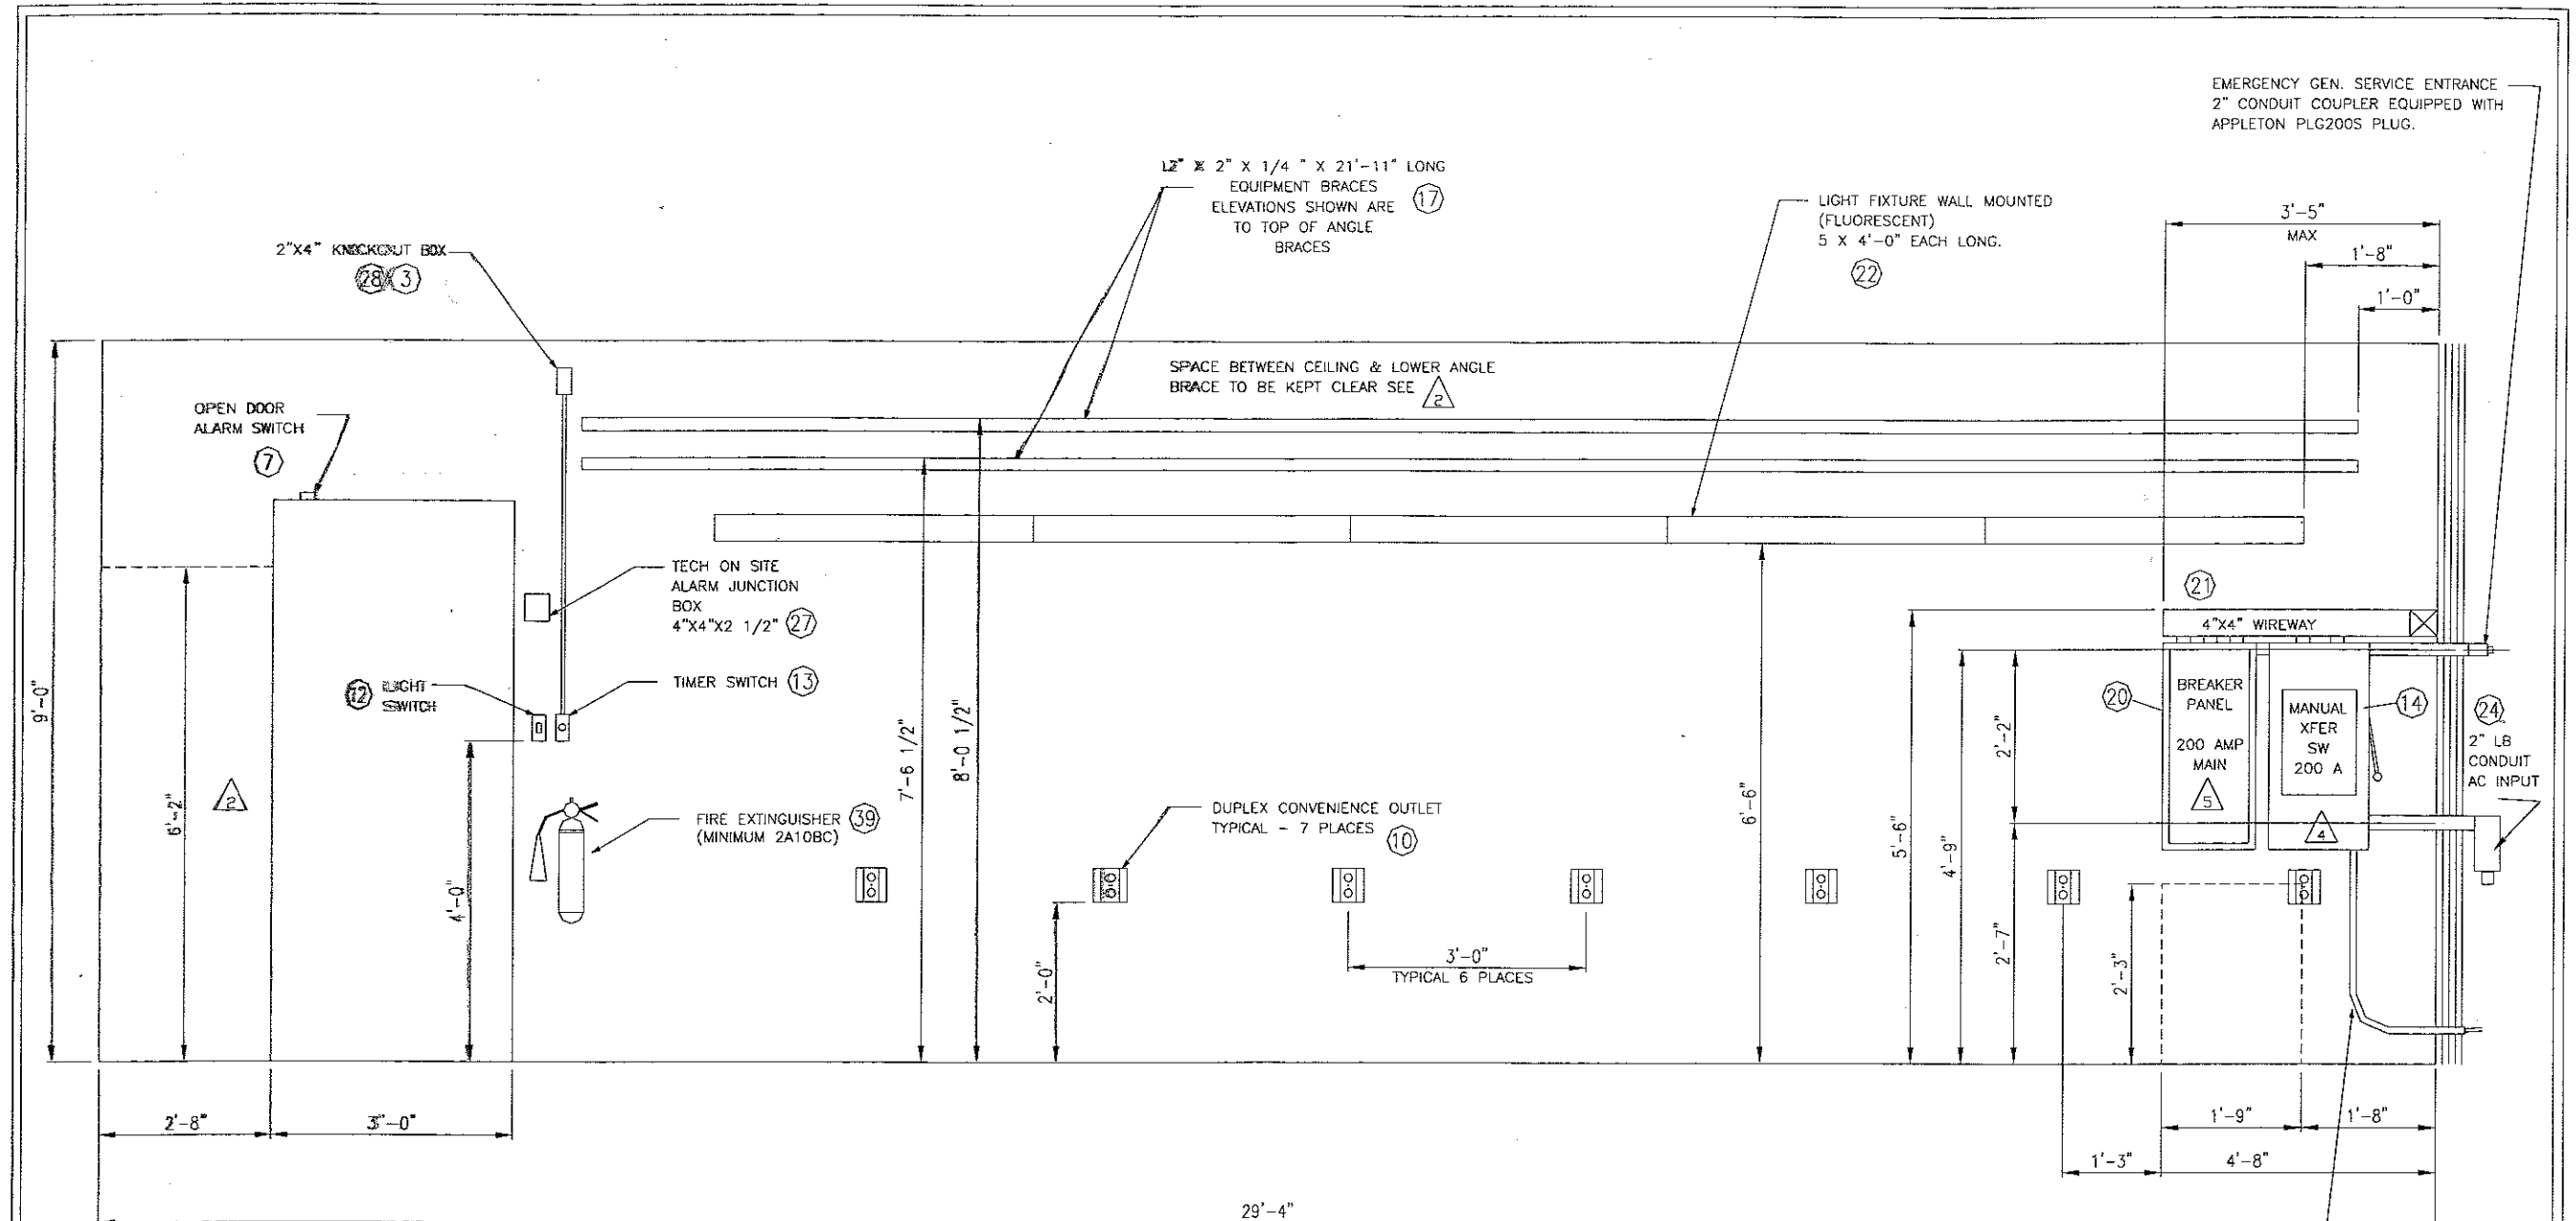 EMERGENCY GEN. SERVICE ENTRANCE
2" CONDUIT COUPLER EQUIPPED WITH
APPLETON PLG200S PLUG.
L2" X 2" X 1/4 " X 21'-11" LONG
EQUIPMENT BRACES
ELEVATIONS SHOWN ARE
TO TOP OF ANGLE
BRACES
17
LIGHT FIXTURE WALL MOUNTED
(FLUORESCENT)
5 X 4'-0" EACH LONG.
22
3'-5"
MAX
1'-8"
1'-0"
2"X4" KNOCKOUT BOX
28 3
SPACE BETWEEN CEILING & LOWER ANGLE
BRACE TO BE KEPT CLEAR SEE 2
OPEN DOOR
ALARM SWITCH
7
TECH ON SITE
ALARM JUNCTION
BOX
4"X4"X2 1/2" 27
21
4"X4" WIREWAY
12 LIGHT
SWITCH
TIMER SWITCH 13
9'-0"
6'-2"
2
4'-0"
7'-6 1/2"
8'-0 1/2"
6'-6"
5'-6"
4'-9"
2'-2"
2'-7"
2'-3"
2'-0"
20
BREAKER
PANEL
200 AMP
MAIN
5
MANUAL
XFER
SW
200 A
4
14
24
2" LB
CONDUIT
AC INPUT
FIRE EXTINGUISHER 39
(MINIMUM 2A10BC)
DUPLEX CONVENIENCE OUTLET
TYPICAL - 7 PLACES 10
3'-0"
TYPICAL 6 PLACES
2'-8"
3'-0"
1'-9"
1'-8"
1'-3"
4'-8"
29'-4"